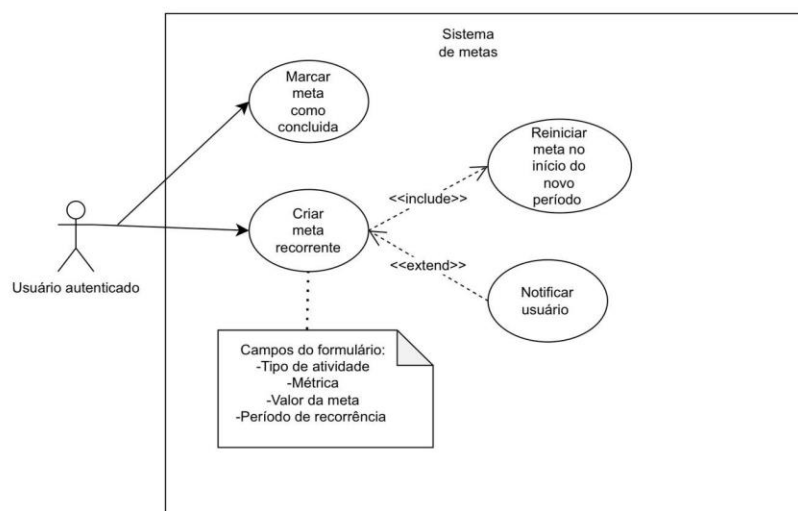 Sistema
de metas
Marcar
meta
como
concluida
Reiniciar
meta no
início do
novo
período
<<include>>
Criar
meta
recorrente
<<extend>>
Usuário autenticado
Notificar
usuário
Campos do formulário:
-Tipo de atividade
-Métrica
-Valor da meta
-Período de recorrência